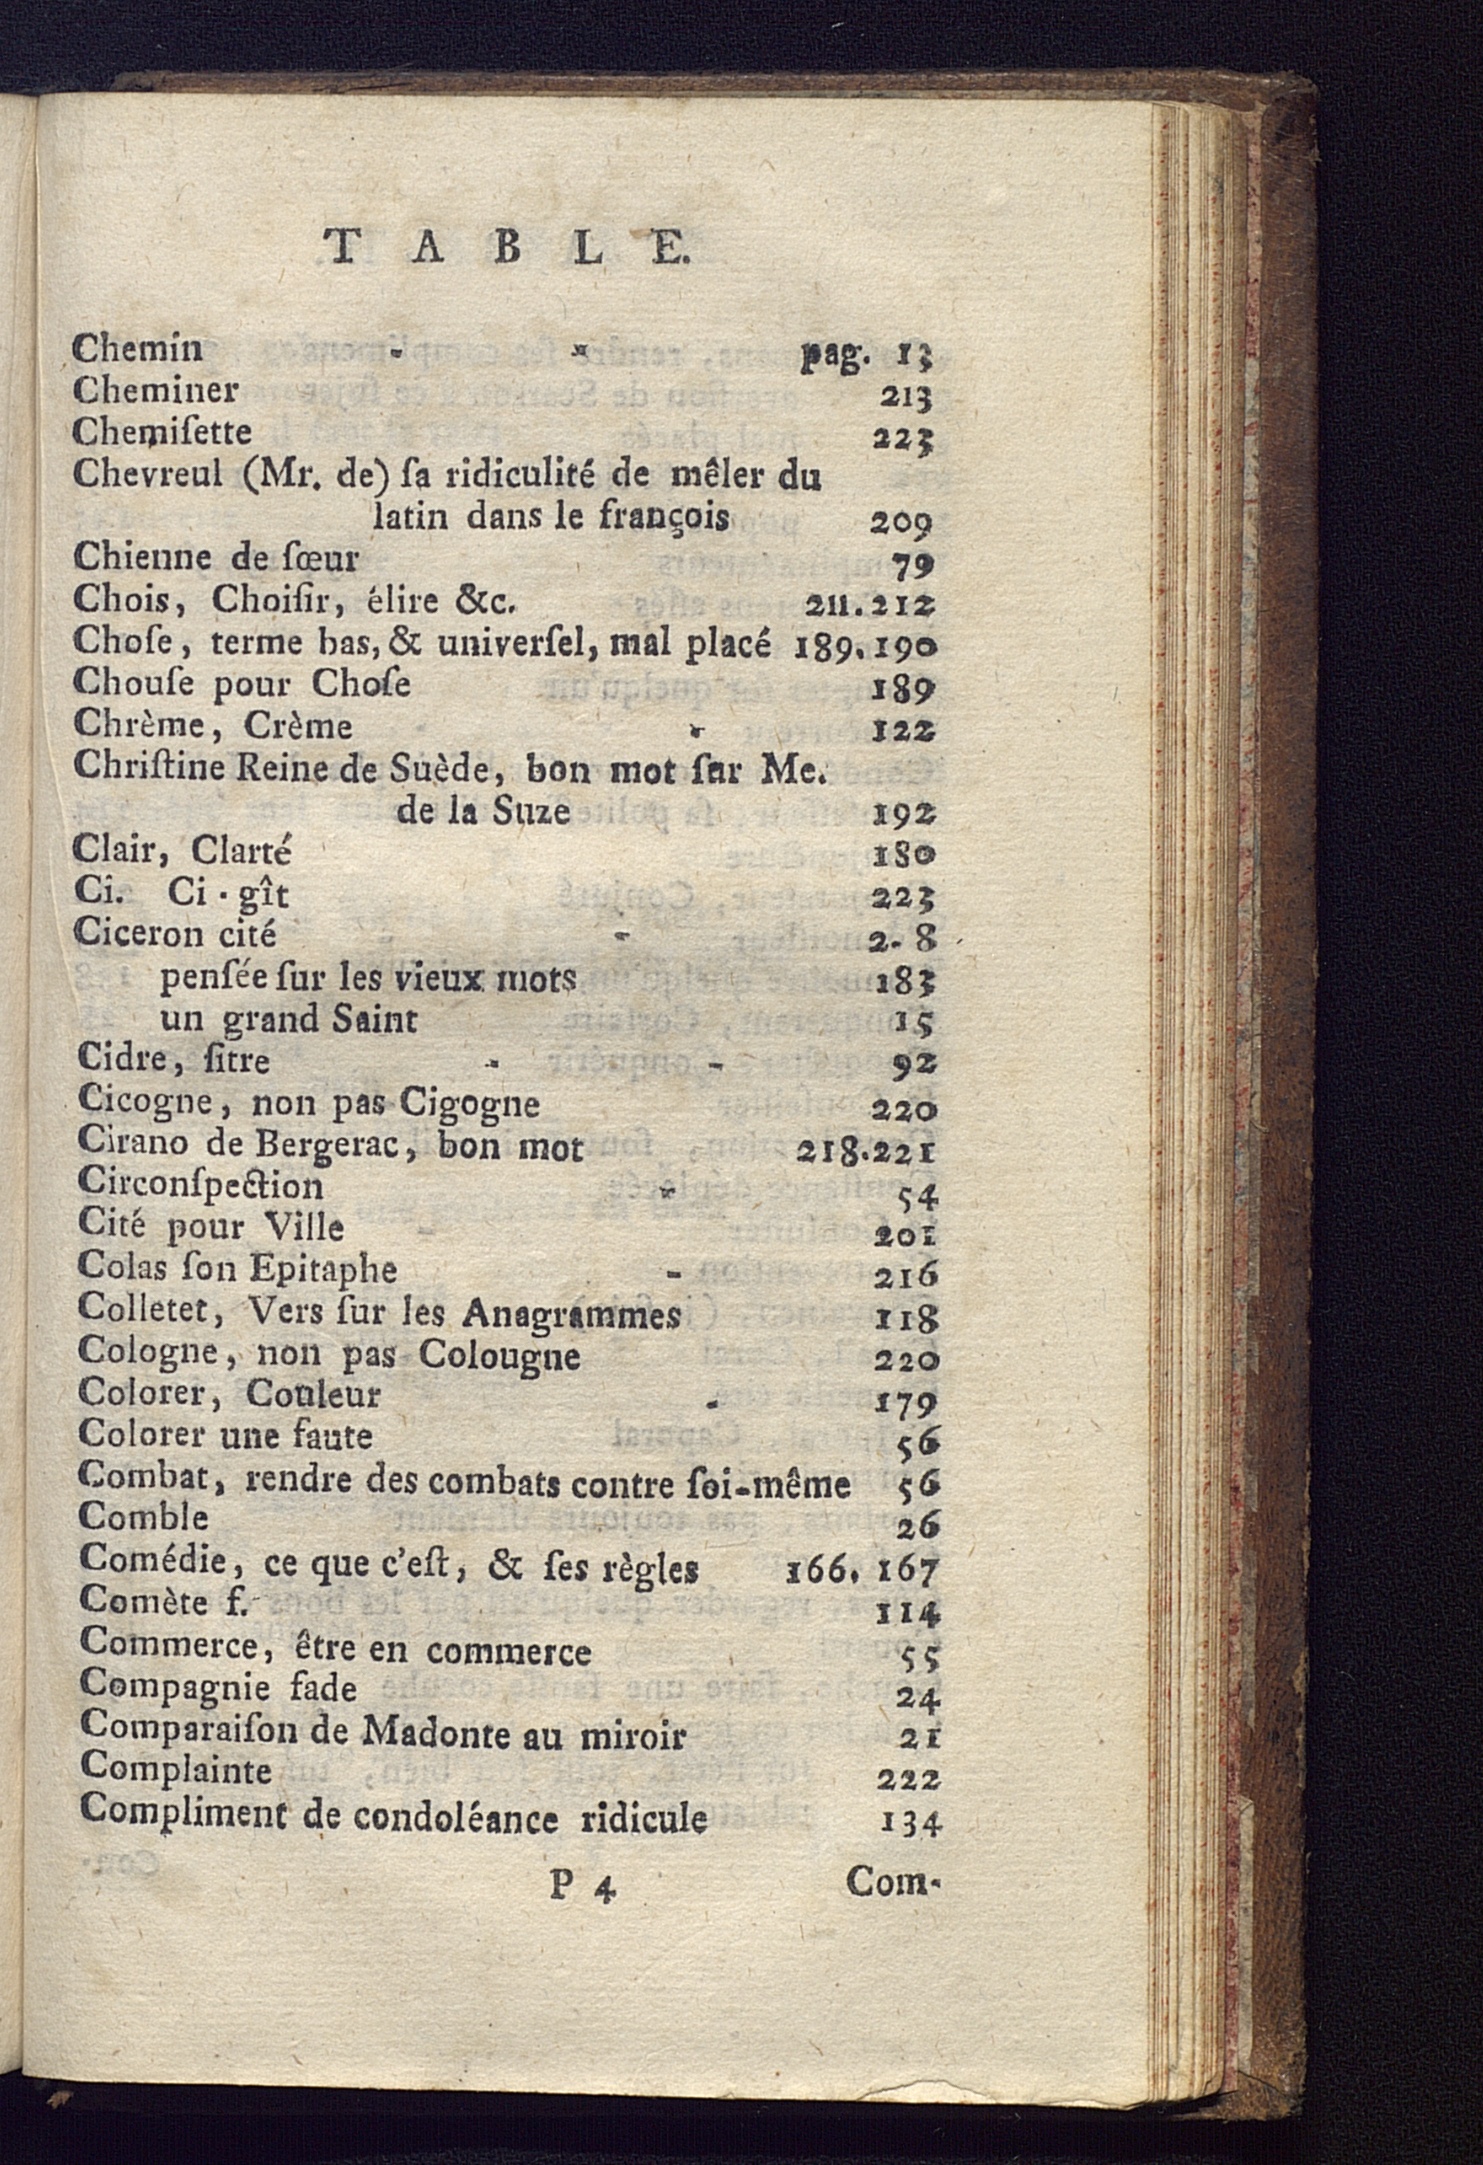 T A B L E.
Chemin - - pag. 13
Cheminer 213
Chemiſette 223
Chevreul (Mr. de) ſa ridiculité de mêler du
latin dans le françois 209
Chienne de ſœur 79
Chois, Choiſir, élire &c. 211.212
Choſe, terme bas, & univerſel, mal placé 189.190
Chouſe pour Choſe 189
Chrème, Crème - 122
Chriſtine Reine de Suède, bon mot ſur Me.
de la Suze 192
Clair, Clarté 180
Ci. Ci-gît 223
Ciceron cité - 2. 8
penſée ſur les vieux mots 183
un grand Saint 15
Cidre, ſitre - - 92
Cicogne, non pas Cigogne 220
Cirano de Bergerac, bon mot 218.221
Circonſpection - 54
Cité pour Ville 201
Colas ſon Epitaphe - 216
Colletet, Vers ſur les Anagrammes 118
Cologne, non pas Colougne 220
Colorer, Couleur - 179
Colorer une faute 56
Combat, rendre des combats contre ſoi-même 56
Comble 26
Comédie, ce que c'eſt, & ſes règles 166. 167
Comète f. 114
Commerce, être en commerce 55
Compagnie fade 24
Comparaiſon de Madonte au miroir 21
Complainte 222
Compliment de condoléance ridicule 134
P 4 Com-